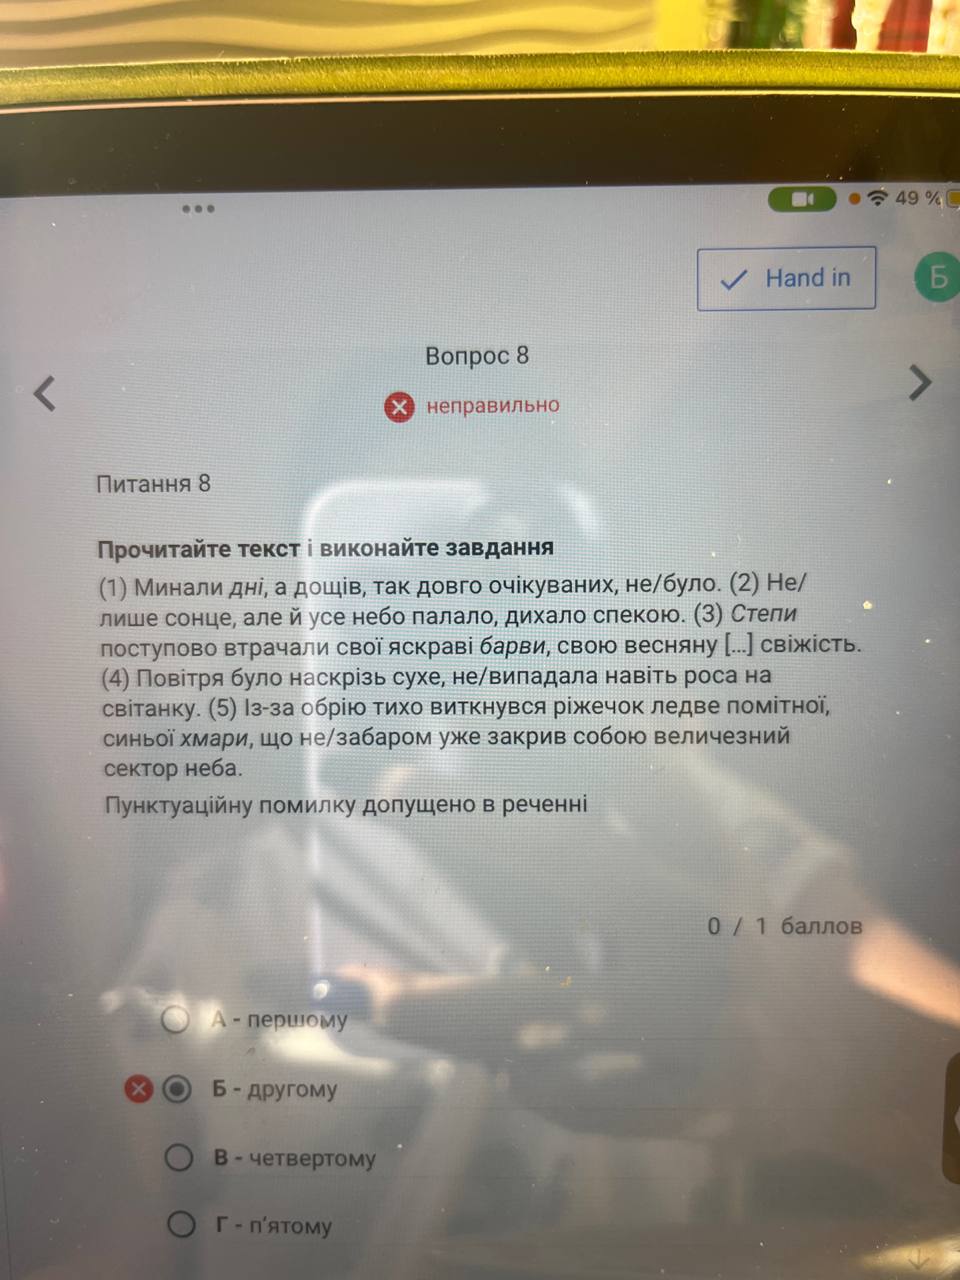 49 %
Hand in
Б
Вопрос 8
неправильно
Питання 8
Прочитайте текст і виконайте завдання
(1) Минали дні, а дощів, так довго очікуваних, не/було. (2) Не/
лише сонце, але й усе небо палало, дихало спекою. (3) Степи
поступово втрачали свої яскраві барви, свою весняну [...] свіжість.
(4) Повітря було наскрізь сухе, не/випадала навіть роса на
світанку. (5) Із-за обрію тихо виткнувся ріжечок ледве помітної,
синьої хмари, що не/забаром уже закрив собою величезний
сектор неба.
Пунктуаційну помилку допущено в реченні
0 / 1 баллов
А - першому
Б - другому
В - четвертому
Г - п'ятому